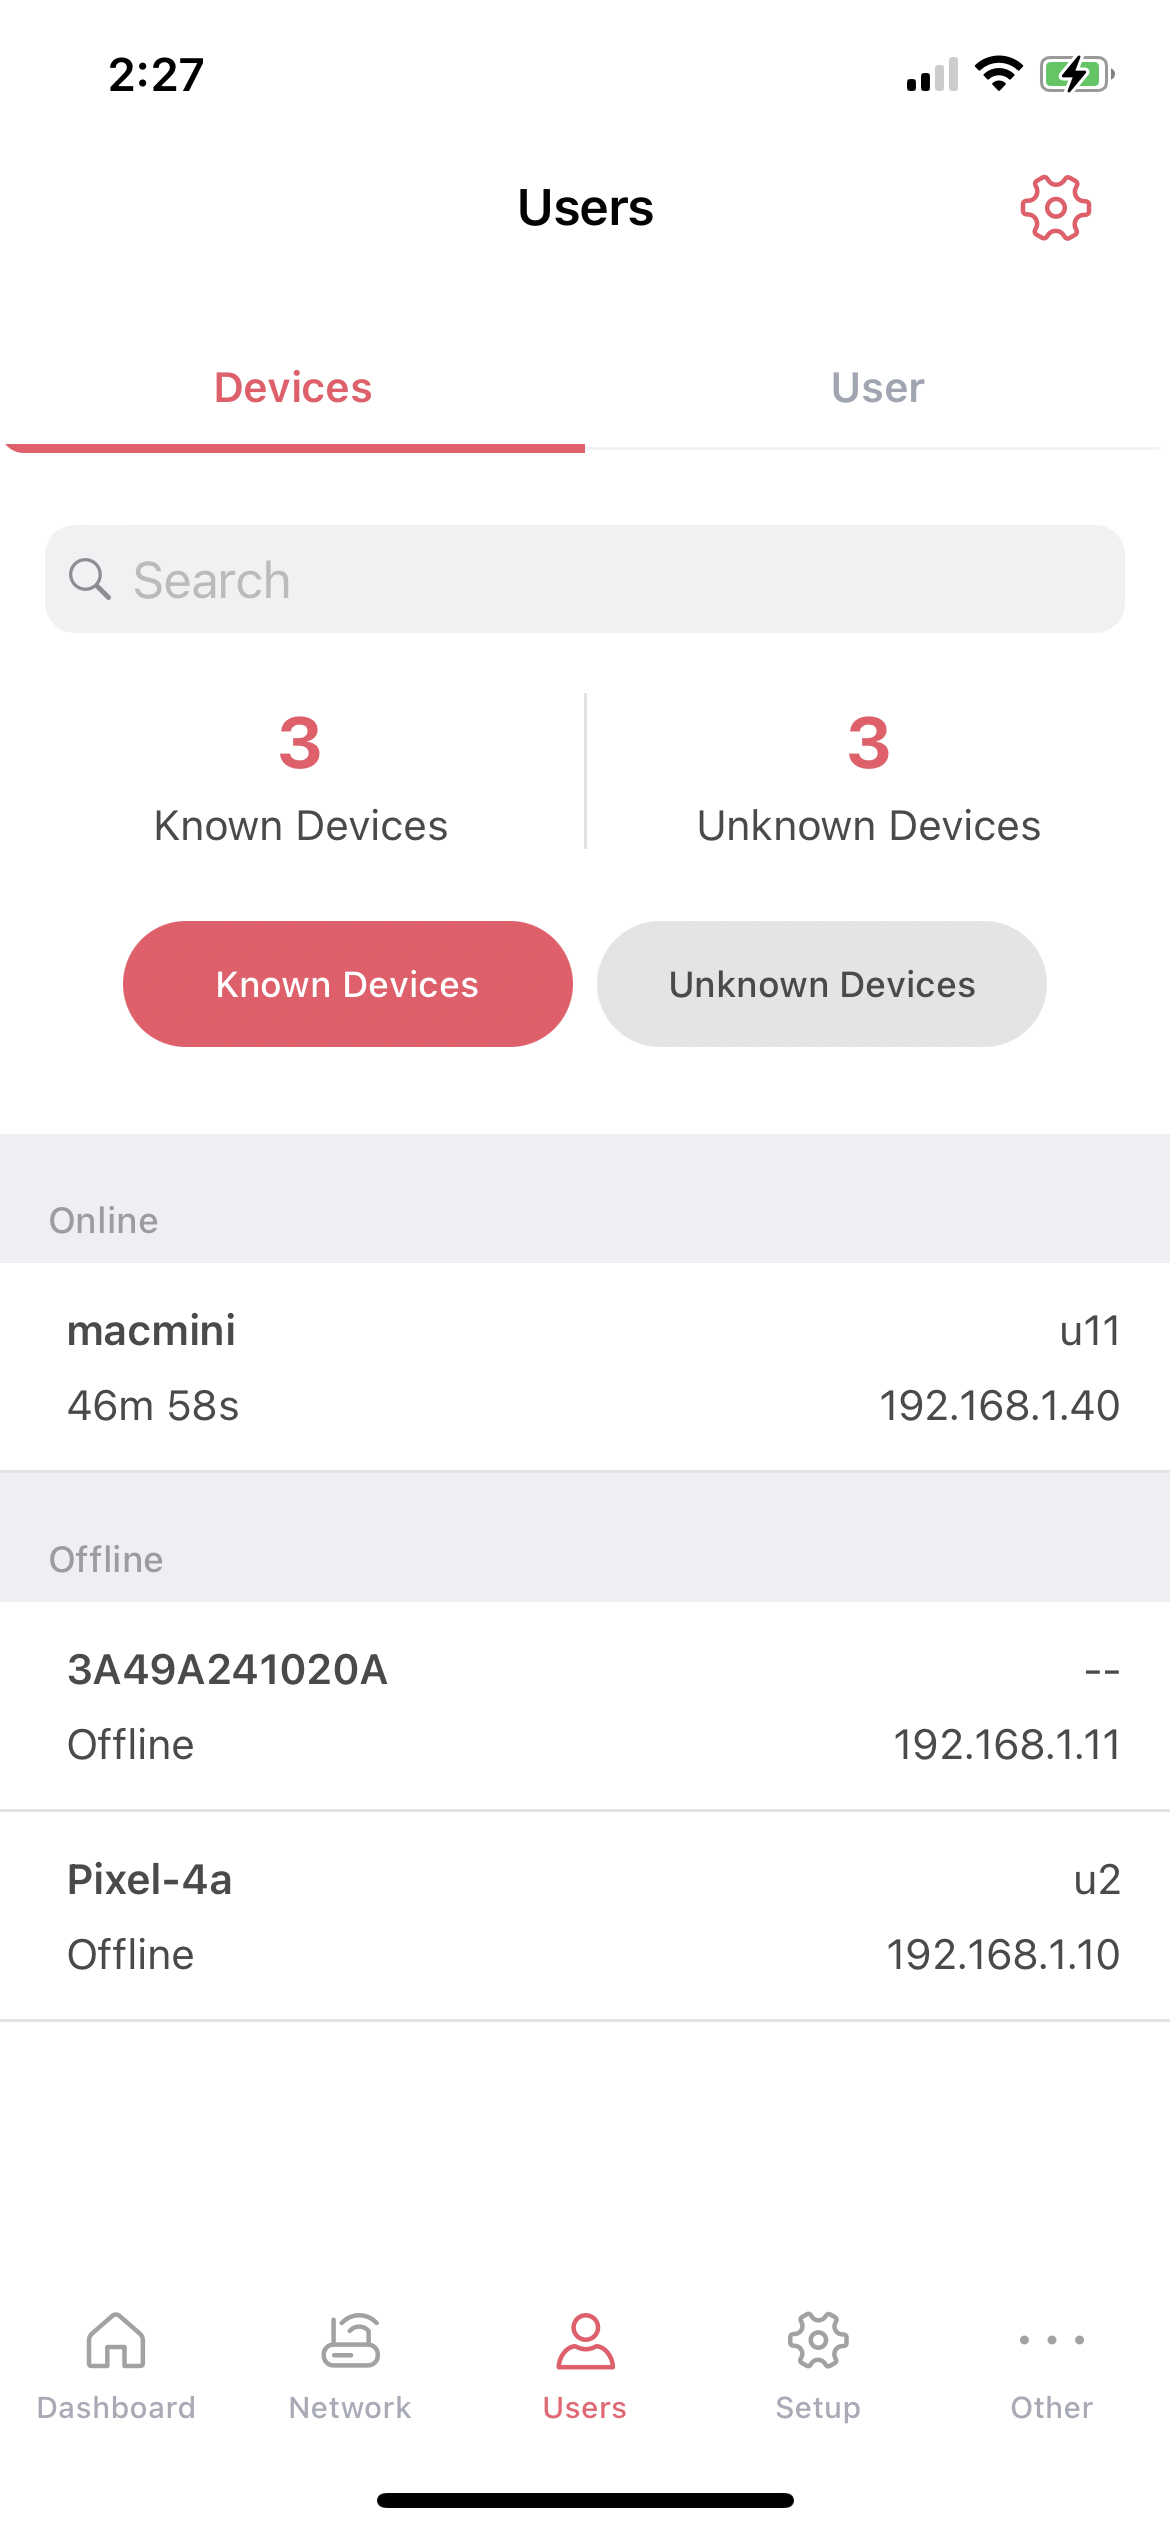 2:27
Users
Devices
User
Search
3
Known Devices
3
Unknown Devices
Known Devices
Unknown Devices
Online
macmini
u11
46m 58s
192.168.1.40
Offline
3A49A241020A
--
Offline
192.168.1.11
Pixel-4a
u2
Offline
192.168.1.10
Dashboard
Network
Users
Setup
Other